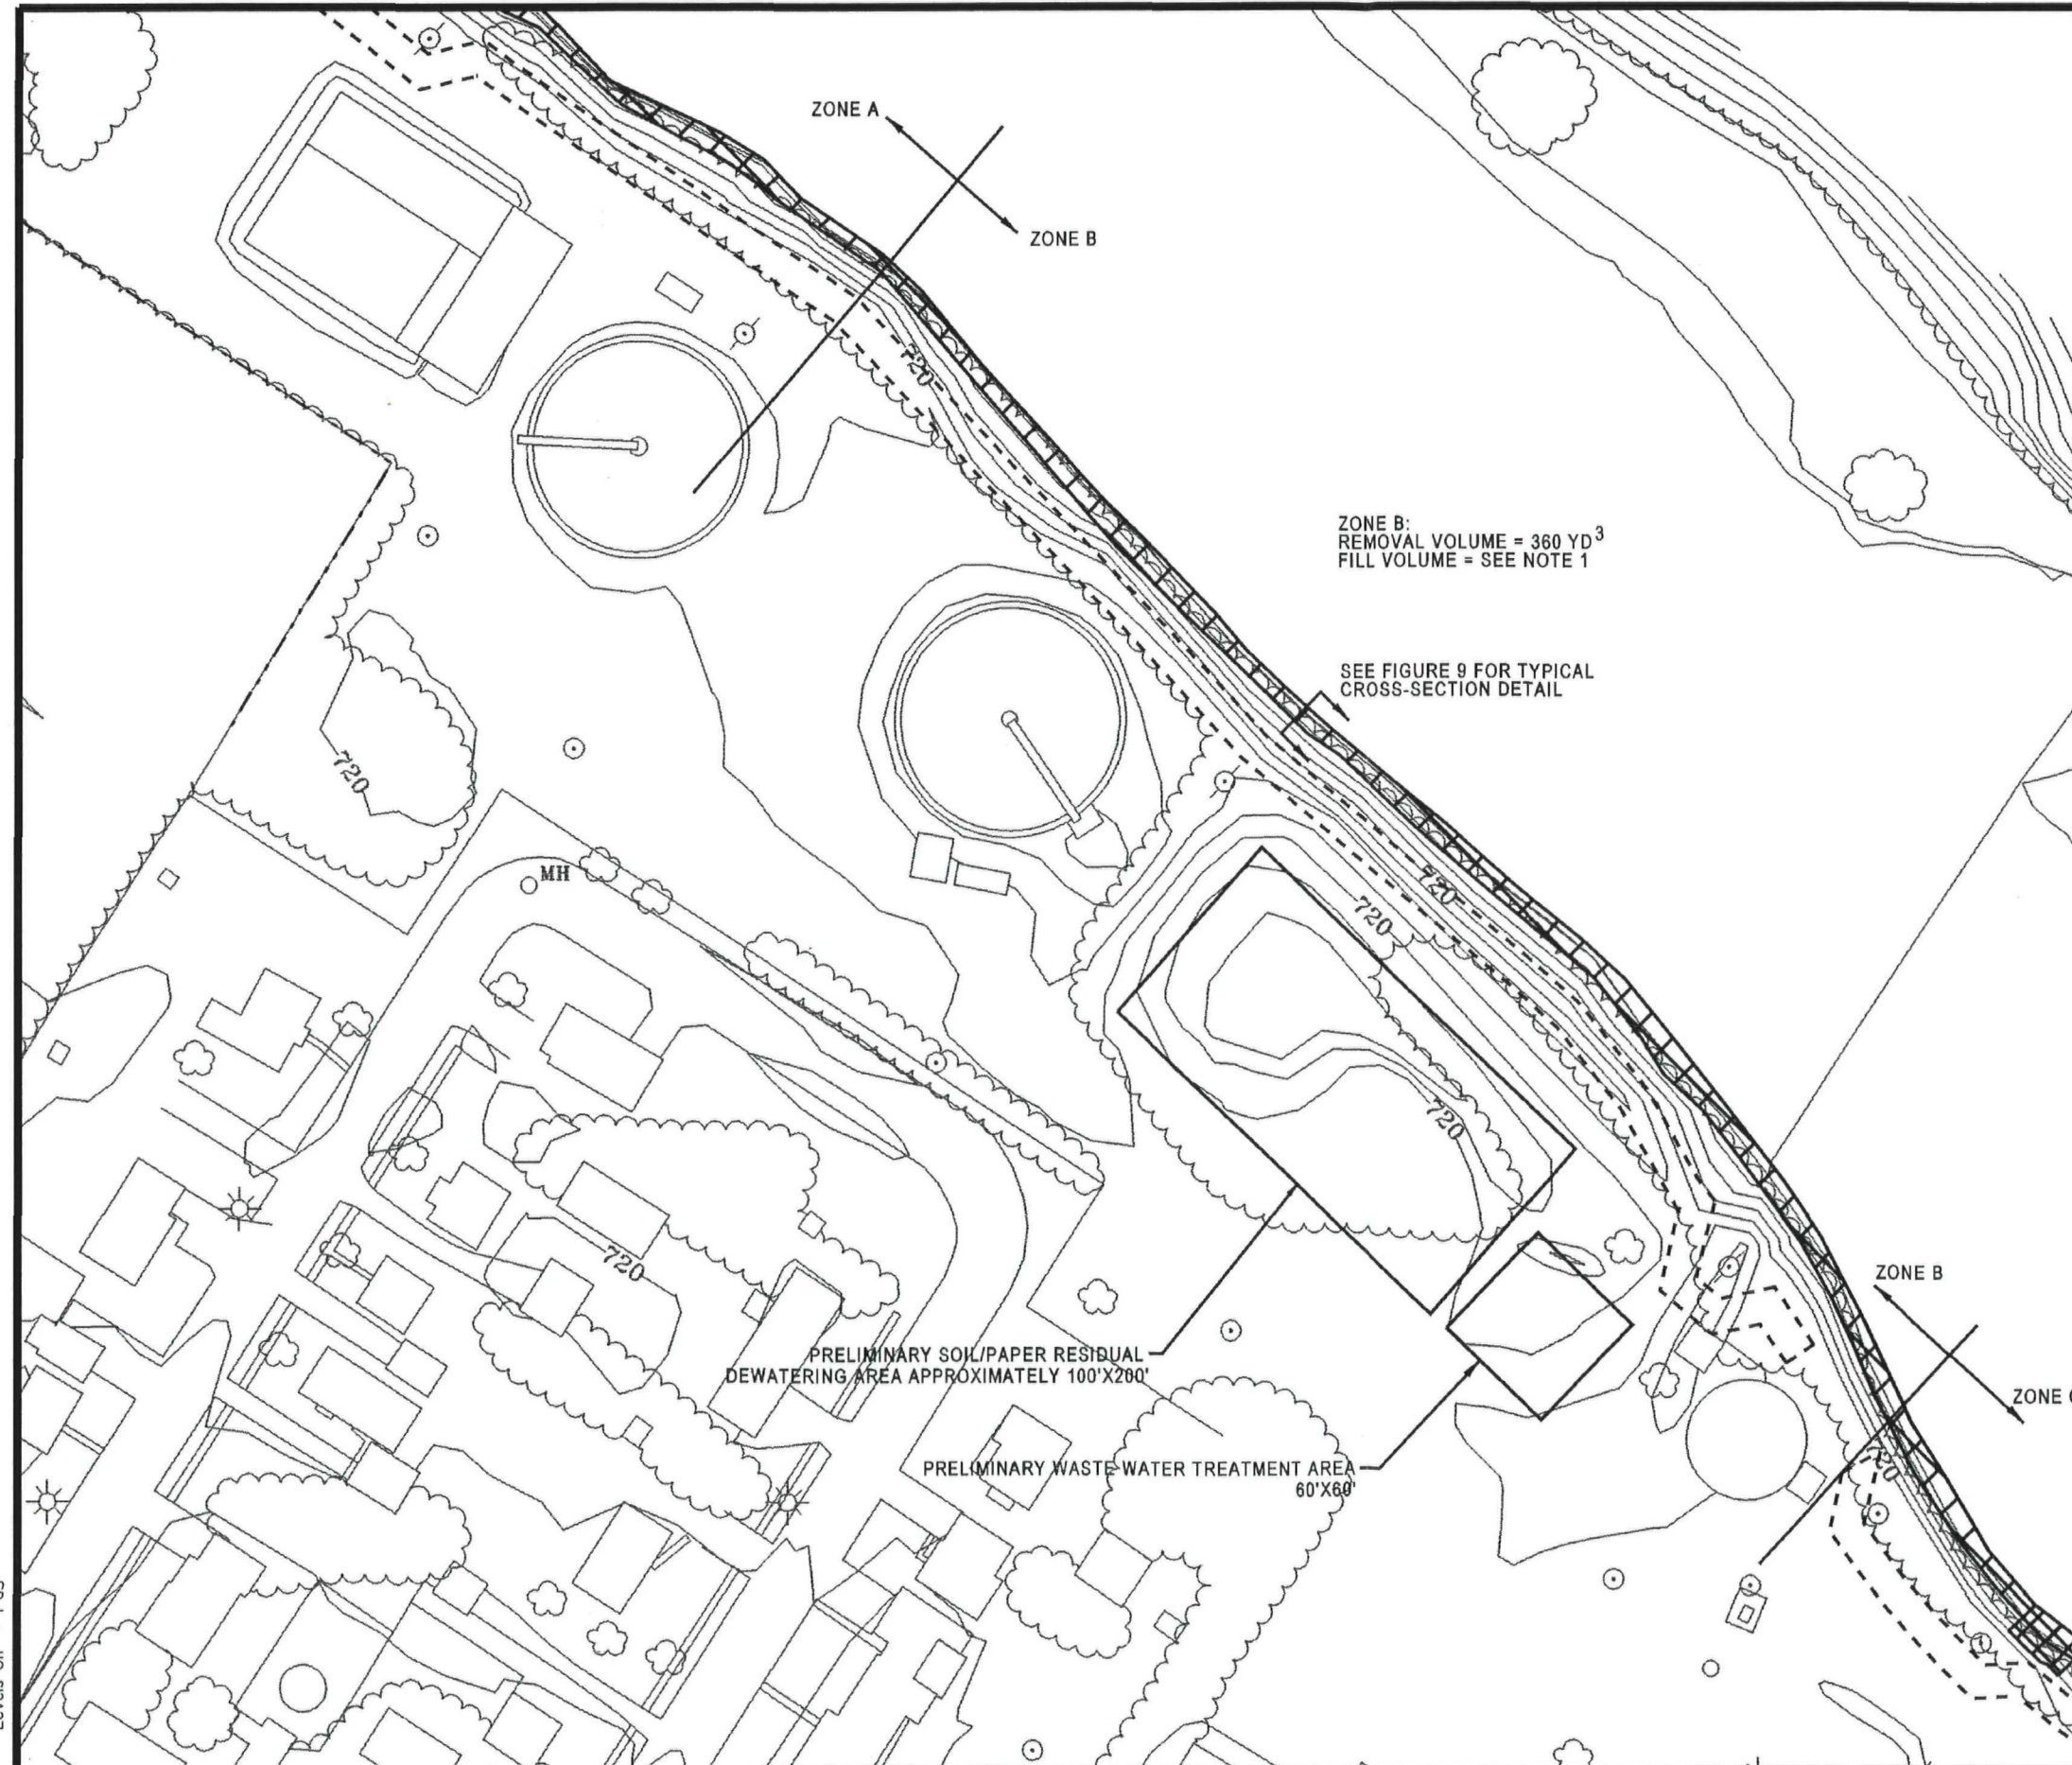 ZONE A
ZONE B
720
ZONE B:
REMOVAL VOLUME = 360 YD3
FILL VOLUME = SEE NOTE 1
SEE FIGURE 9 FOR TYPICAL
CROSS-SECTION DETAIL
720
MH
720
720
720
720
ZONE B
ZONE
PRELIMINARY SOIL/PAPER RESIDUAL
DEWATERING AREA APPROXIMATELY 100'X200'
PRELIMINARY WASTE-WATER TREATMENT AREA
60'X60'
20